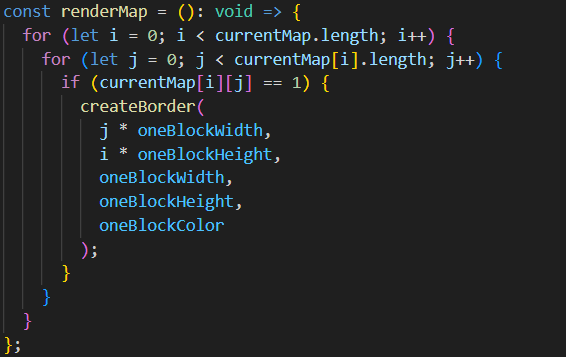 const renderMap = (): void => {
  for (let i = 0; i < currentMap.length; i++) {
    for (let j = 0; j < currentMap[i].length; j++) {
      if (currentMap[i][j] == 1) {
        createBorder(
          j * oneBlockWidth,
          i * oneBlockHeight,
          oneBlockWidth,
          oneBlockHeight,
          oneBlockColor
        );
      }
    }
  }
};